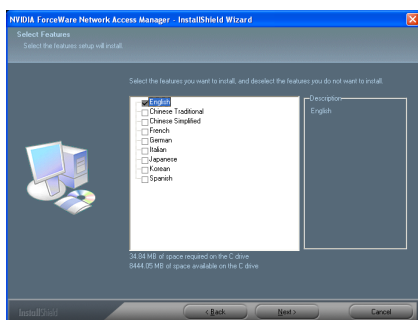 NVIDIA ForceWare Network Access Manager - InstallShield Wizard
Select Features
Select the features setup will install.
Select the features you want to install, and deselect the features you do not want to install.
English
Chinese Traditional
Chinese Simplified
French
German
Italian
Japanese
Korean
Spanish
Description
English
34.94 MB of space required on the C drive
8444.05 MB of space available on the C drive
InstallShield
< Back
Next >
Cancel